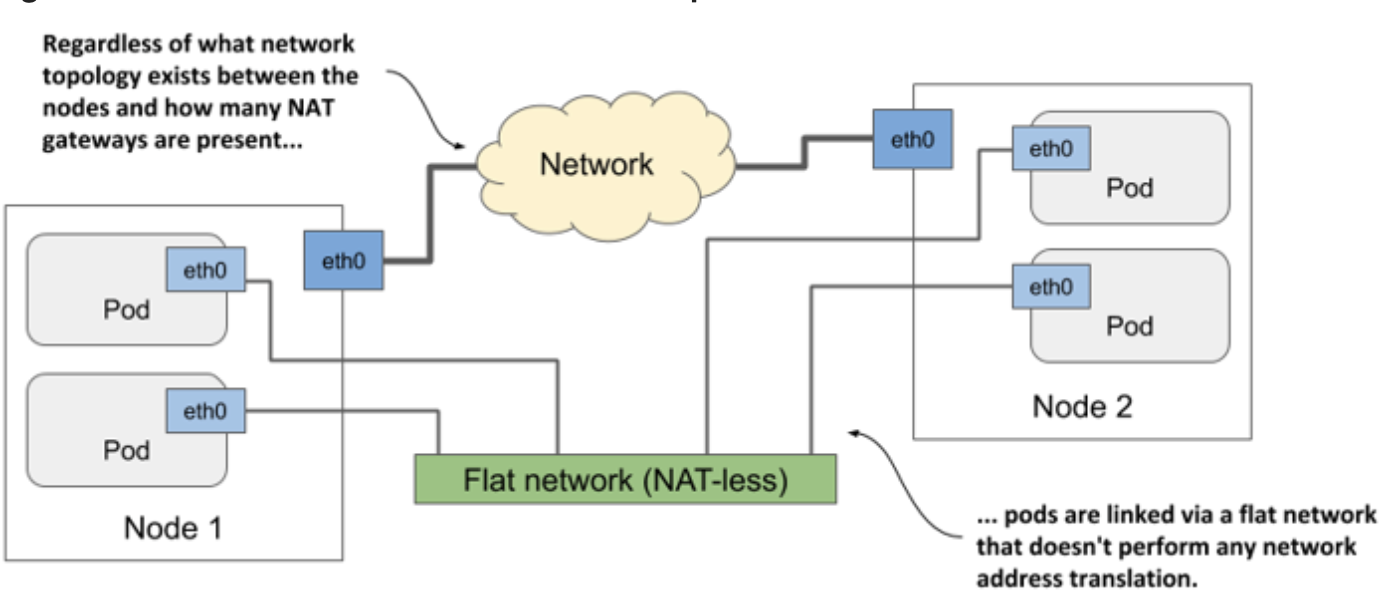 Regardless of what network
topology exists between the
nodes and how many NAT
gateways are present...
Network
eth0
eth0
Pod
eth0
Pod
Node 2
eth0
eth0
Pod
eth0
Pod
Node 1
Flat network (NAT-less)
... pods are linked via a flat network
that doesn't perform any network
address translation.